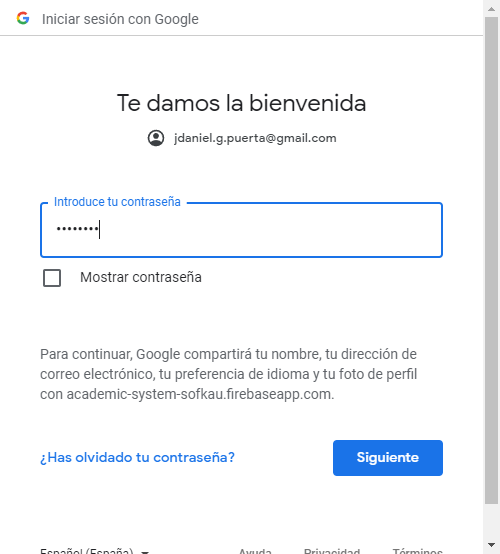 Iniciar sesión con Google
Te damos la bienvenida
jdaniel.g.puerta@gmail.com
Introduce tu contraseña
••••••••
Mostrar contraseña
Para continuar, Google compartirá tu nombre, tu dirección de
correo electrónico, tu preferencia de idioma y tu foto de perfil
con academic-system-sofkau.firebaseapp.com.
¿Has olvidado tu contraseña?
Siguiente
Español (España)
Ayuda
Privacidad
Términos